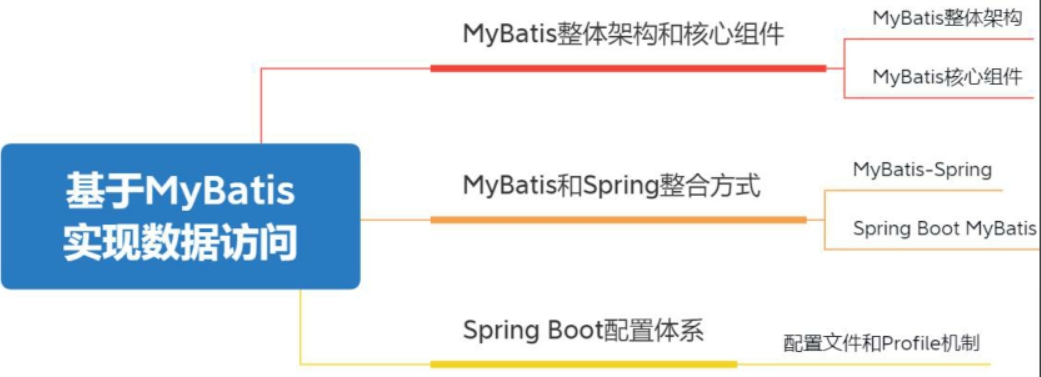 基于MyBatis
实现数据访问
MyBatis整体架构和核心组件
MyBatis整体架构
MyBatis核心组件
MyBatis和Spring整合方式
MyBatis-Spring
Spring Boot MyBatis
Spring Boot配置体系
配置文件和Profile机制